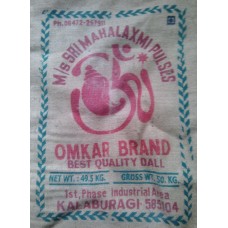 M/S SRI MAHALAXMI PULSES
OMKAR BRAND
BEST QUALITY DALL
NET WT.: 49.5 KG. GROSS WT. 50. KG.
1st, Phase Industrial Area
KALABURAGI 585104